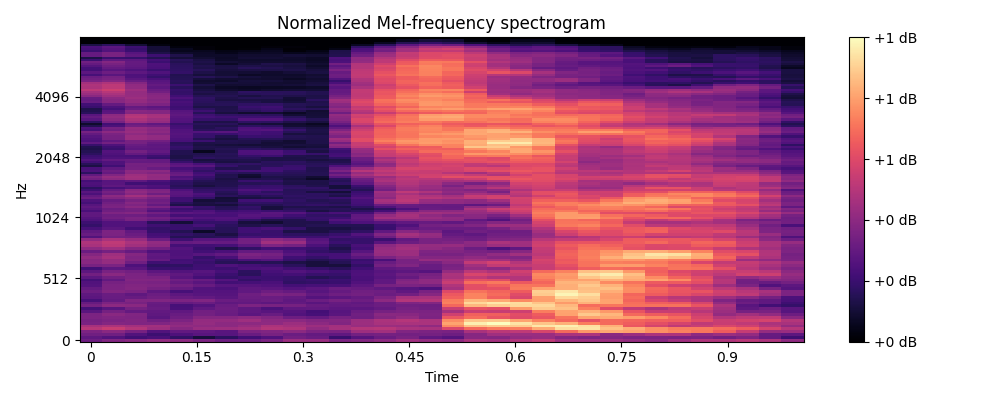 Normalized Mel-frequency spectrogram
Hz
4096
2048
1024
512
0
0 0.15 0.3 0.45 0.6 0.75 0.9
Time
+1 dB
+1 dB
+1 dB
+0 dB
+0 dB
+0 dB